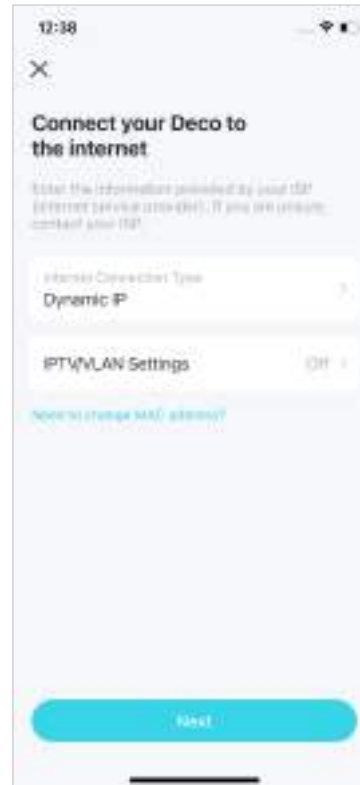 12:38
Connect your Deco to
the internet
Enter the information provided by your ISP
(internet service provider). If you are unsure,
contact your ISP.
Internet Connection Type
Dynamic IP
IPTV/VLAN Settings
Off
Need to change MAC address?
Next